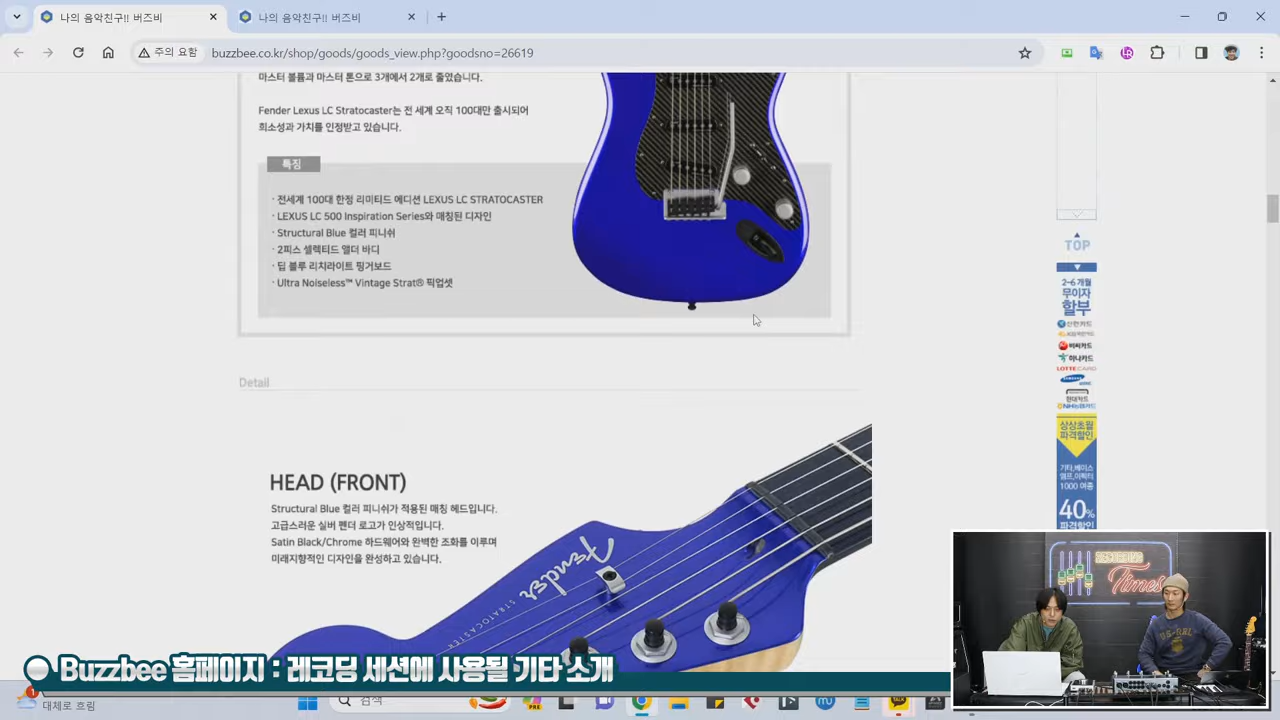 나의 음악친구!! 버즈비
나의 음악친구!! 버즈비
주의 요함
buzzbee.co.kr/shop/goods/goods_view.php?goodsno=26619
마스터 볼륨과 마스터 톤으로 3개에서 2개로 줄었습니다.
Fender Lexus LC Stratocaster는 전 세계 오직 100대만 출시되어
희소성과 가치를 인정받고 있습니다.
특징
· 전세계 100대 한정 리미티드 에디션 LEXUS LC STRATOCASTER
· LEXUS LC 500 Inspiration Series와 매칭된 디자인
· Structural Blue 컬러 피니쉬
· 2피스 셀렉티드 앨더 바디
· 딥 블루 리치라이트 핑거보드
· Ultra Noiseless™ Vintage Strat® 픽업셋
Detail
HEAD (FRONT)
Structural Blue 컬러 피니쉬가 적용된 매칭 헤드입니다.
고급스러운 실버 펜더 로고가 인상적입니다.
Satin Black/Chrome 하드웨어와 완벽한 조화를 이루며
미래지향적인 디자인을 완성하고 있습니다.
Fender
STRATOCASTER
TOP
2~6 개월
무이자
할부
신한카드
비씨카드
하나카드
LOTTE CARD
현대카드
NH농협카드
상상초월
파격할인
기타,베이스
앰프,이펙터
1000 여종
40%
파격할인
Times
Buzzbee 홈페이지 : 레코딩 세션에 사용될 기타 소개
1
대체로 흐림